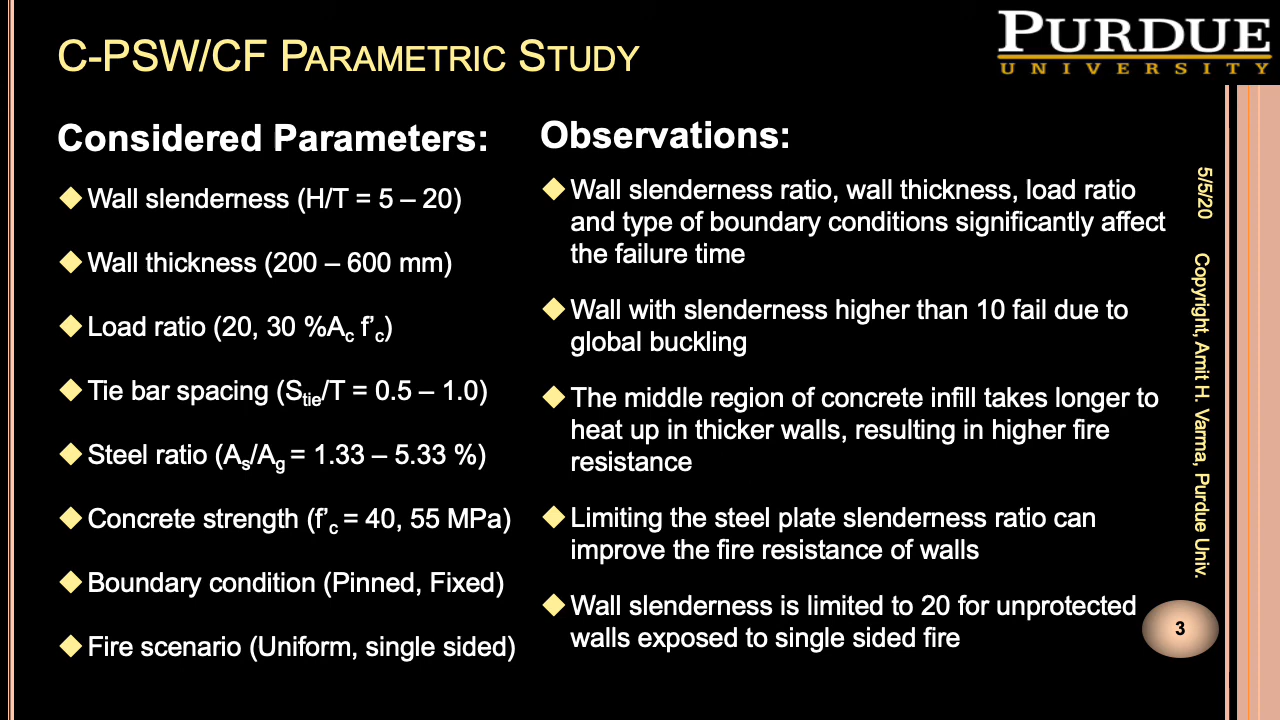 C-PSW/CF PARAMETRIC STUDY
PURDUE
UNIVERSITY
Considered Parameters:
Wall slenderness (H/T = 5 – 20)
Wall thickness (200 – 600 mm)
Load ratio (20, 30 %Ac f’c)
Tie bar spacing (Stie/T = 0.5 – 1.0)
Steel ratio (As/Ag = 1.33 – 5.33 %)
Concrete strength (f’c = 40, 55 MPa)
Boundary condition (Pinned, Fixed)
Fire scenario (Uniform, single sided)
Observations:
Wall slenderness ratio, wall thickness, load ratio
and type of boundary conditions significantly affect
the failure time
Wall with slenderness higher than 10 fail due to
global buckling
The middle region of concrete infill takes longer to
heat up in thicker walls, resulting in higher fire
resistance
Limiting the steel plate slenderness ratio can
improve the fire resistance of walls
Wall slenderness is limited to 20 for unprotected
walls exposed to single sided fire
5/5/20
Copyright, Amit H. Varma, Purdue Univ.
3